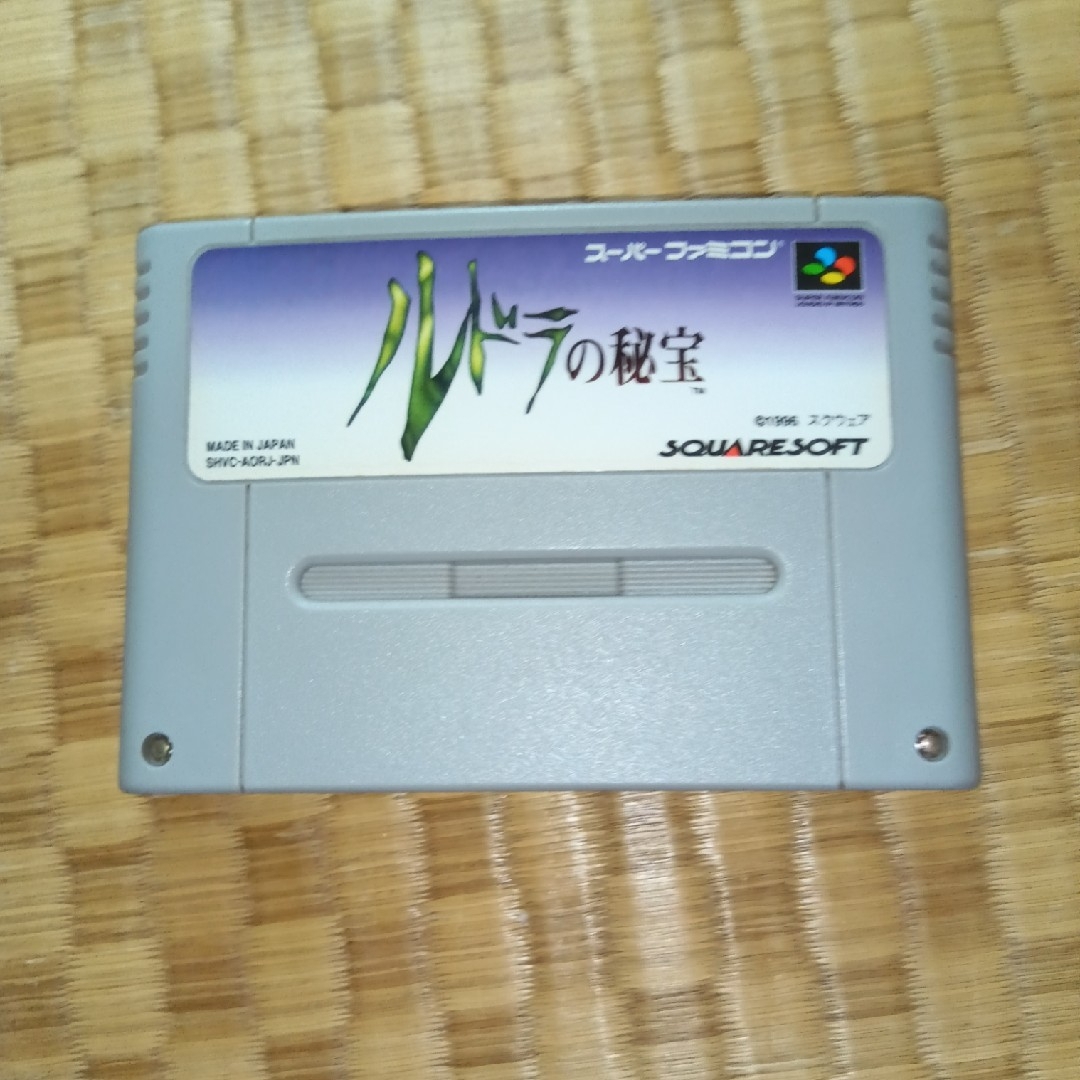 スーパーファミコン
ルドラの秘宝
TM
©1996 スクウェア
SQUARESOFT
MADE IN JAPAN
SHVC-AORJ-JPN